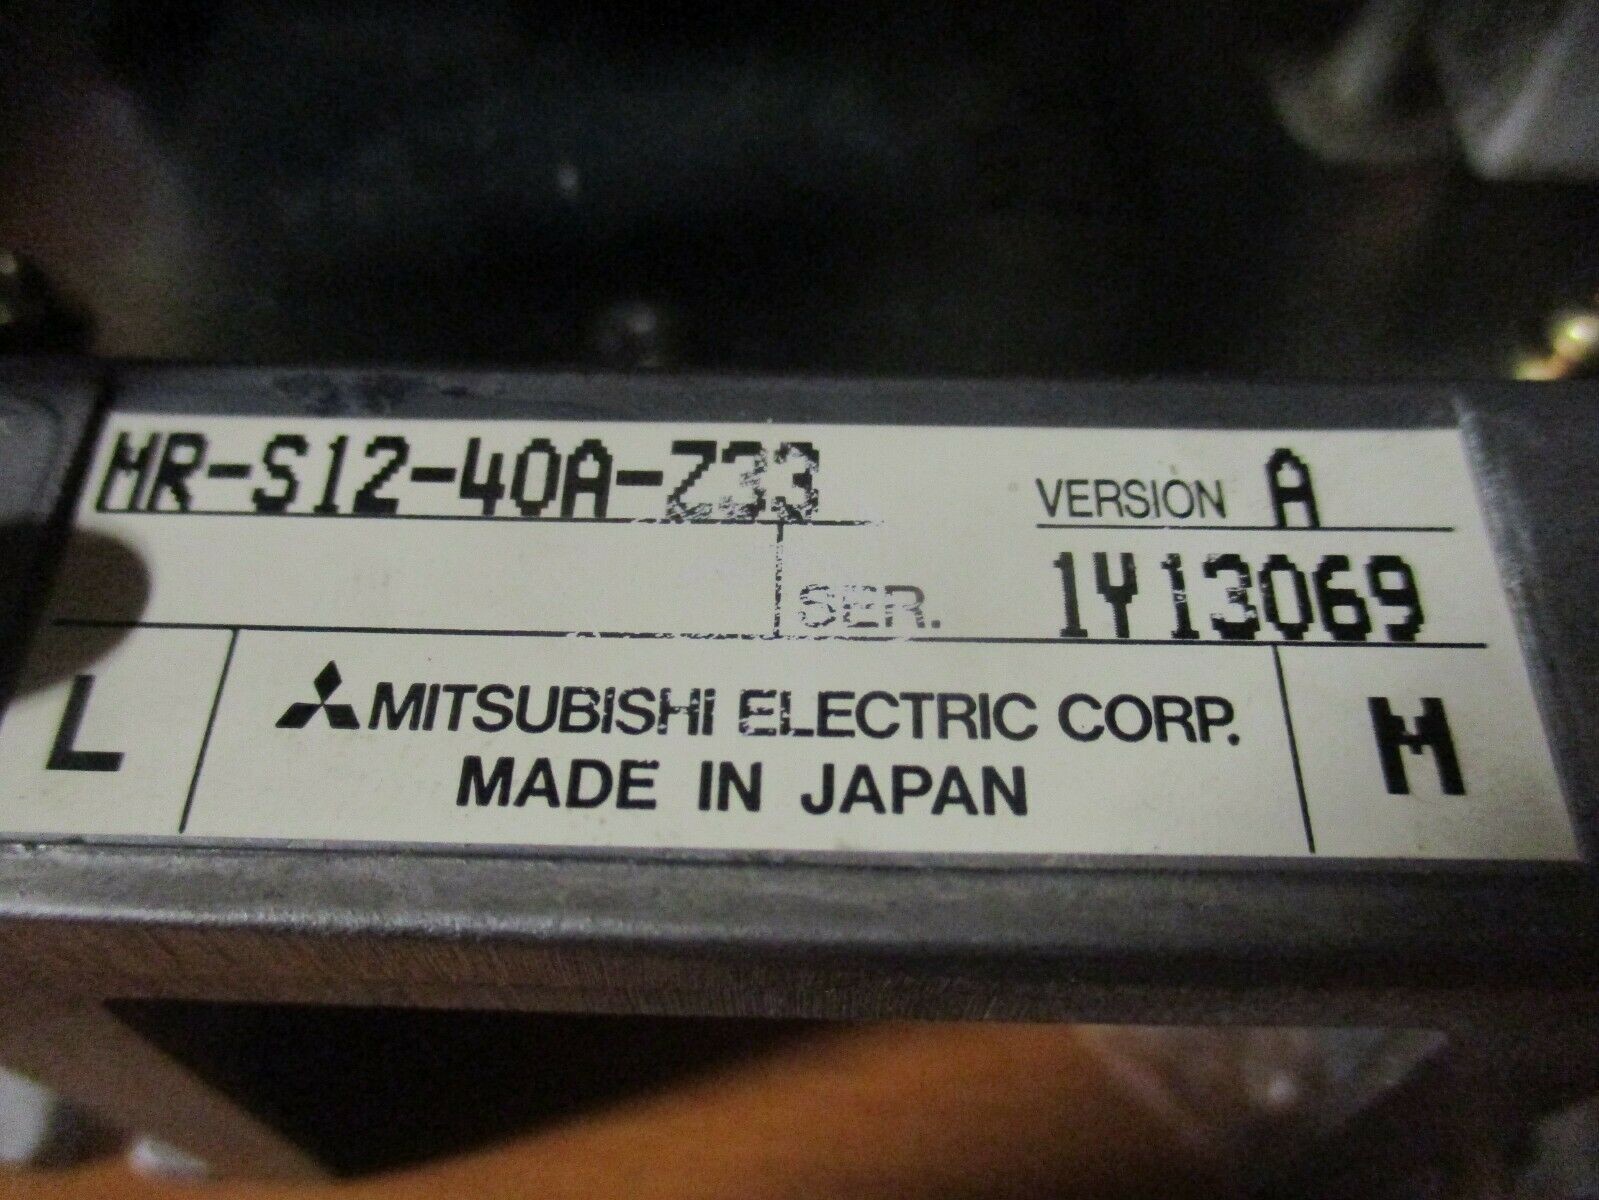 MR-S12-40A-Z33
VERSION A
SER. 1Y13069
L
MITSUBISHI ELECTRIC CORP.
MADE IN JAPAN
M